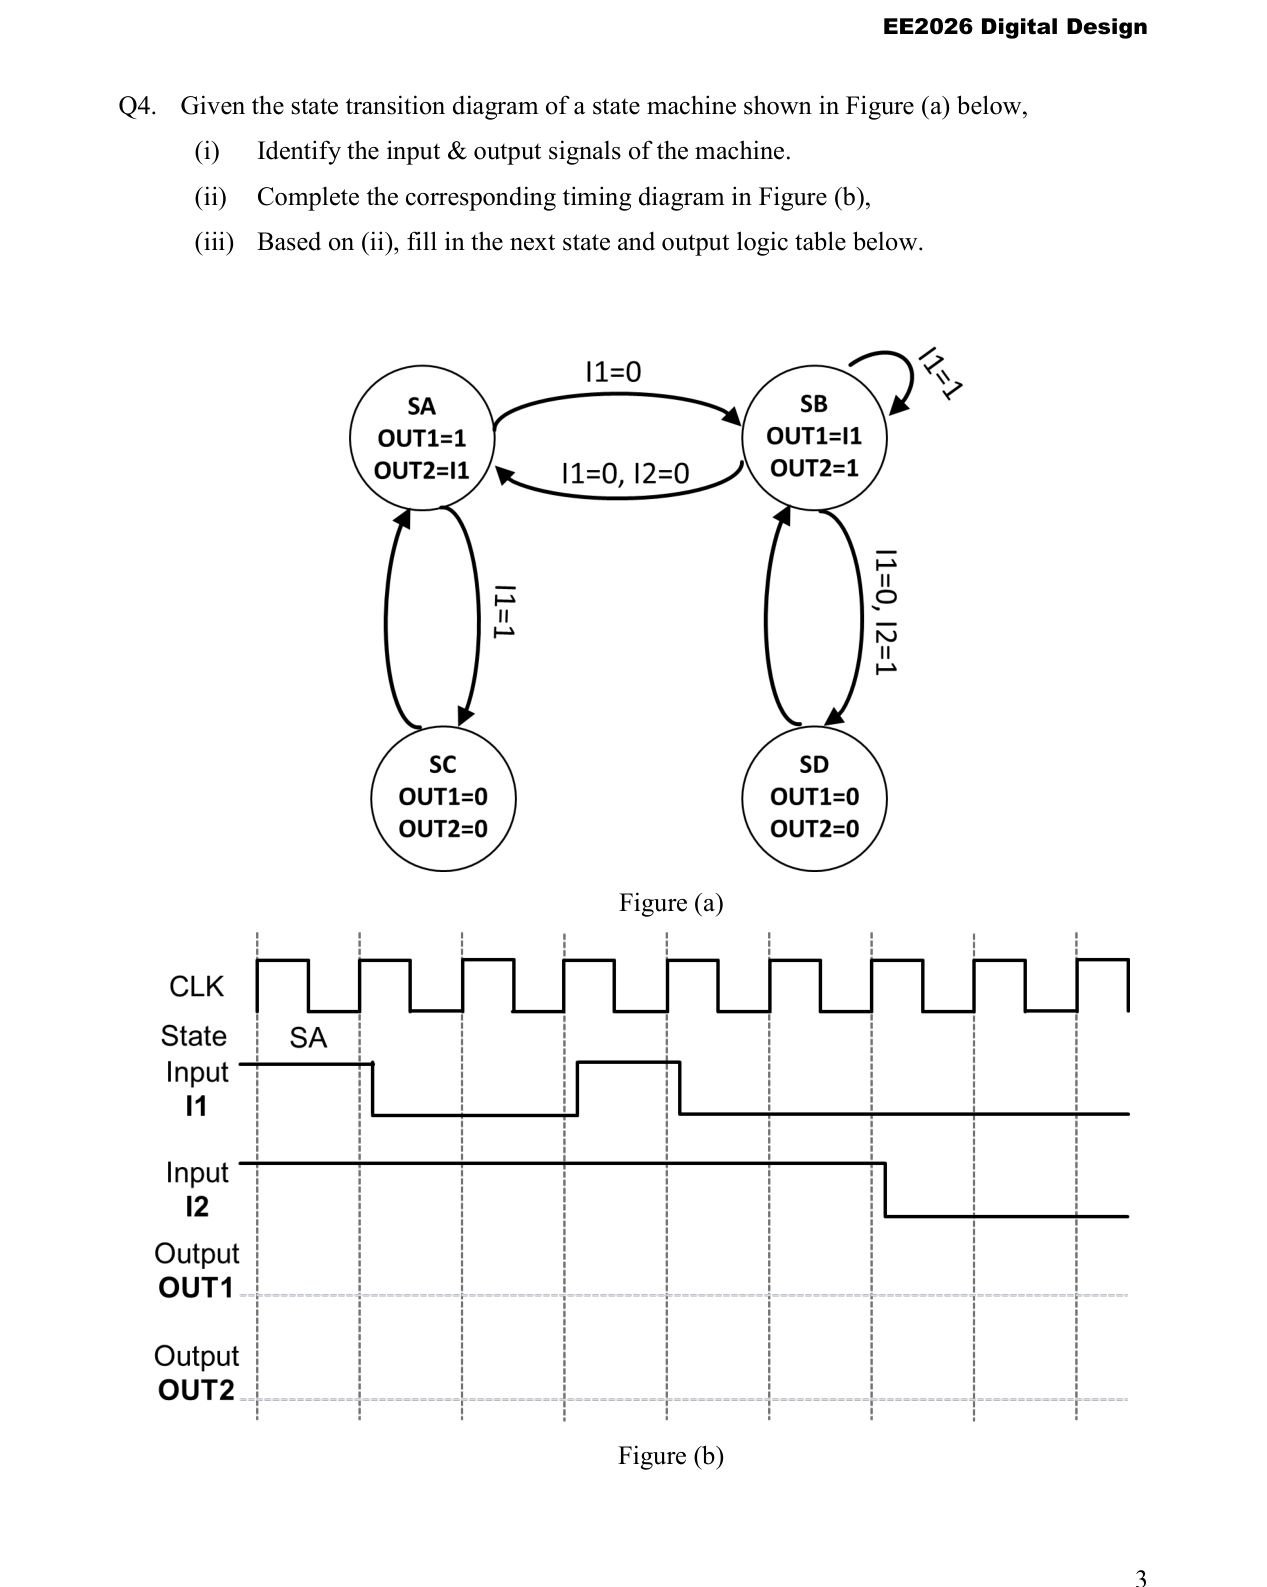 EE2026 Digital Design
Q4. Given the state transition diagram of a state machine shown in Figure (a) below,
(i) Identify the input & output signals of the machine.
(ii) Complete the corresponding timing diagram in Figure (b),
(iii) Based on (ii), fill in the next state and output logic table below.
I1=0
I1=1
SA
OUT1=1
OUT2=I1
SB
OUT1=I1
OUT2=1
I1=0, I2=0
I1=1
I1=0, I2=1
SC
OUT1=0
OUT2=0
SD
OUT1=0
OUT2=0
Figure (a)
CLK
State SA
Input
I1
Input
I2
Output
OUT1
Output
OUT2
Figure (b)
3